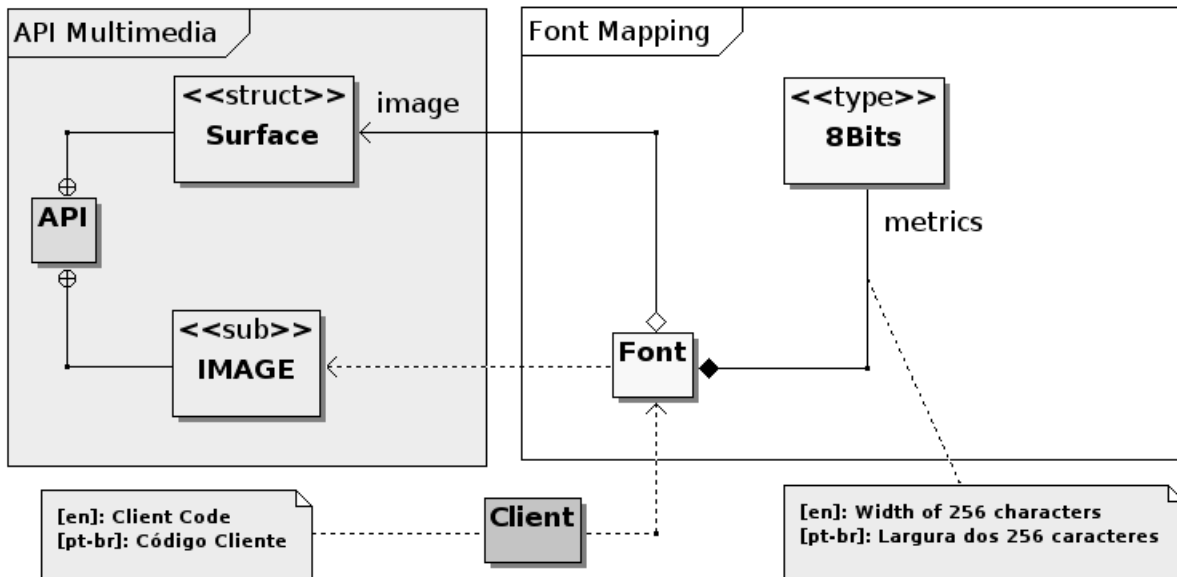 API Multimedia
Font Mapping
<<struct>>
Surface
image
<<type>>
8Bits
API
metrics
<<sub>>
IMAGE
Font
Client
[en]: Client Code
[pt-br]: Código Cliente
[en]: Width of 256 characters
[pt-br]: Largura dos 256 caracteres